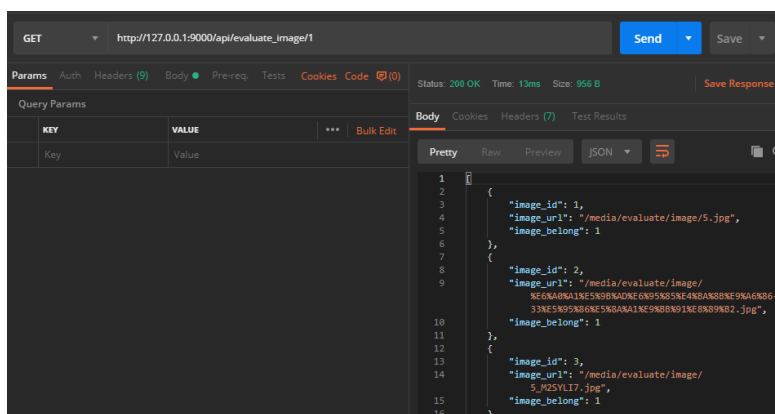 GET http://127.0.0.1:9000/api/evaluate_image/1 Send Save
Params Auth Headers (9) Body Pre-req. Tests Cookies Code (0)
Query Params
KEY VALUE ••• Bulk Edit
Key Value
Status: 200 OK Time: 13ms Size: 956 B Save Response
Body Cookies Headers (7) Test Results
Pretty Raw Preview JSON
1 [
2 {
3 "image_id": 1,
4 "image_url": "/media/evaluate/image/5.jpg",
5 "image_belong": 1
6 },
7 {
8 "image_id": 2,
9 "image_url": "/media/evaluate/image/
%E6%A0%A1%E5%9B%AD%E6%95%85%E4%BA%8B%E9%A6%86-
33%E5%95%86%E5%8A%A1%E9%BB%91%E8%89%B2.jpg",
10 "image_belong": 1
11 },
12 {
13 "image_id": 3,
14 "image_url": "/media/evaluate/image/
5_M2SYLI7.jpg",
15 "image_belong": 1
16 }